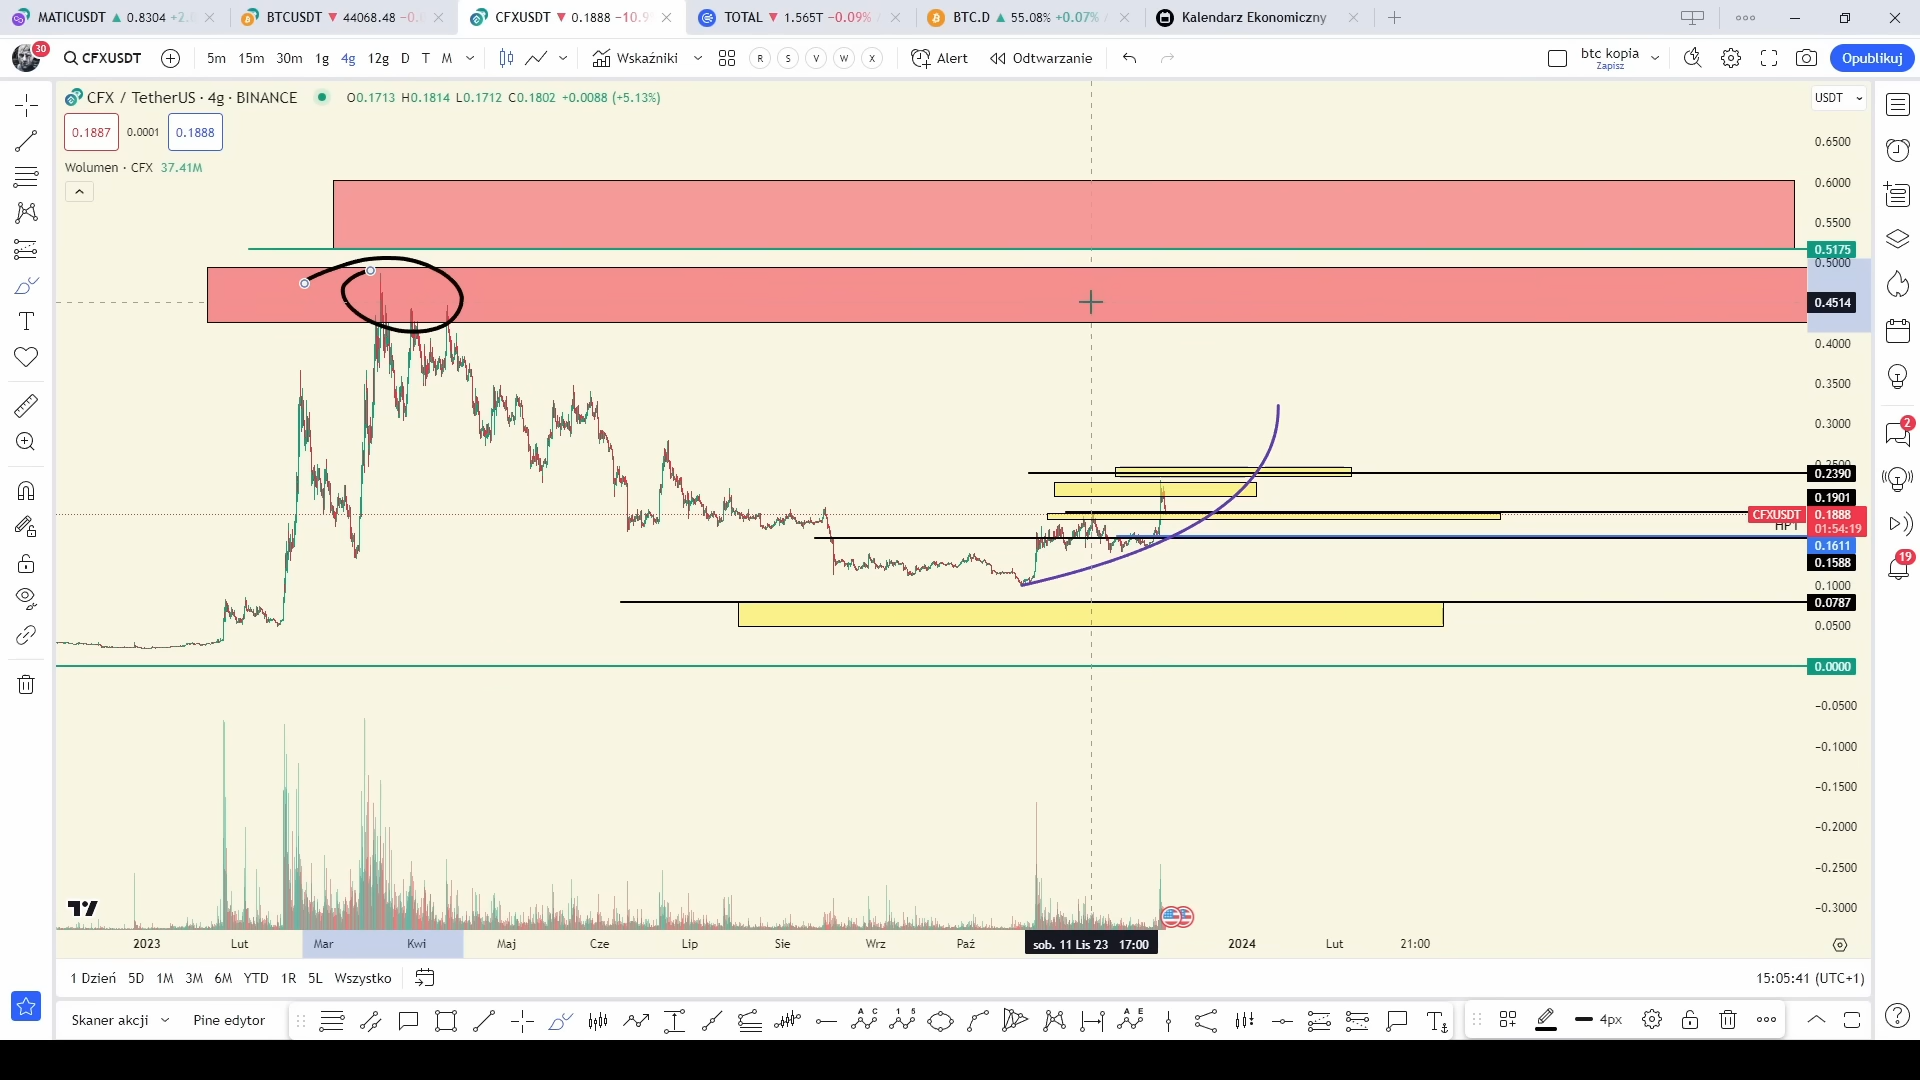 MATICUSDT ▲ 0.8304 +2.
BTCUSDT ▼ 44068.48 −0.
CFXUSDT ▼ 0.1888 −10.9
TOTAL ▼ 1.565T −0.09%
BTC.D ▲ 55.08% +0.07%
Kalendarz Ekonomiczny
30
CFXUSDT
5m 15m 30m 1g 4g 12g D T M
Wskaźniki
R S V W X
Alert
Odtwarzanie
btc kopia
Zapisz
Opublikuj
CFX / TetherUS · 4g · BINANCE
O0.1713 H0.1814 L0.1712 C0.1802 +0.0088 (+5.13%)
USDT
0.1887 0.0001 0.1888
Wolumen · CFX 37.41M
0.6500
0.6000
0.5500
0.5175
0.5000
0.4514
0.4000
0.3500
0.3000
0.2390
0.1901
CFXUSDT 0.1888
01:54:19
0.1611
0.1588
0.1000
0.0787
0.0500
0.0000
−0.0500
−0.1000
−0.1500
−0.2000
−0.2500
−0.3000
2
19
2023 Lut Mar Kwi Maj Cze Lip Sie Wrz Paź sob. 11 Lis '23 17:00 2024 Lut 21:00
1 Dzień 5D 1M 3M 6M YTD 1R 5L Wszystko
15:05:41 (UTC+1)
Skaner akcji Pine edytor
4px